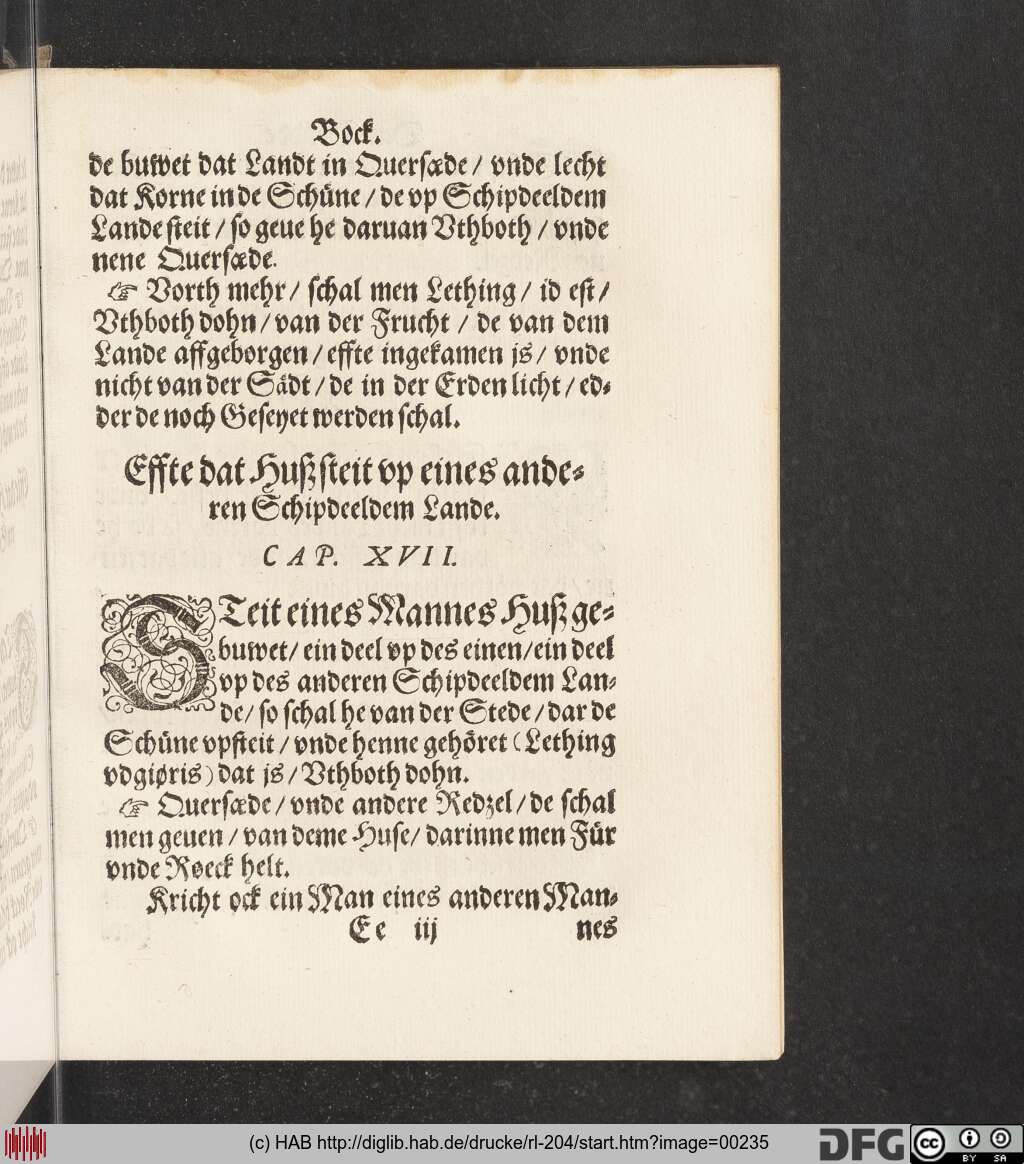 Bock.
de buwet dat Landt in Quersæde / vnde lecht
dat Korne in de Schüne / de vp Schipdeeldem
Lande steit / so geue he daruan Vthboth / vnde
nene Quersæde.
☞ Vorth mehr / schal men Lething / id est /
Vthboth dohn / van der Frucht / de van dem
Lande affgeborgen / effte ingekamen js / vnde
nicht van der Sädt / de in der Erden licht / ed-
der de noch Geseyet werden schal.
Effte dat Huß steit vp eines ande-
ren Schipdeeldem Lande.
CAP. XVII.
STeit eines Mannes Huß ge-
buwet / ein deel vp des einen / ein deel
vp des anderen Schipdeeldem Lan-
de / so schal he van der Stede / dar de
Schüne vpsteit / vnde henne gehöret (Lething
vdgiøris) dat js / Vthboth dohn.
☞ Quersæde / vnde andere Redzel / de schal
men geuen / van deme Huse / darinne men Für
vnde Røeck helt.
Kricht ock ein Man eines anderen Man-
Ee iij nes
(c) HAB http://diglib.hab.de/drucke/rl-204/start.htm?image=00235
DFG cc BY SA